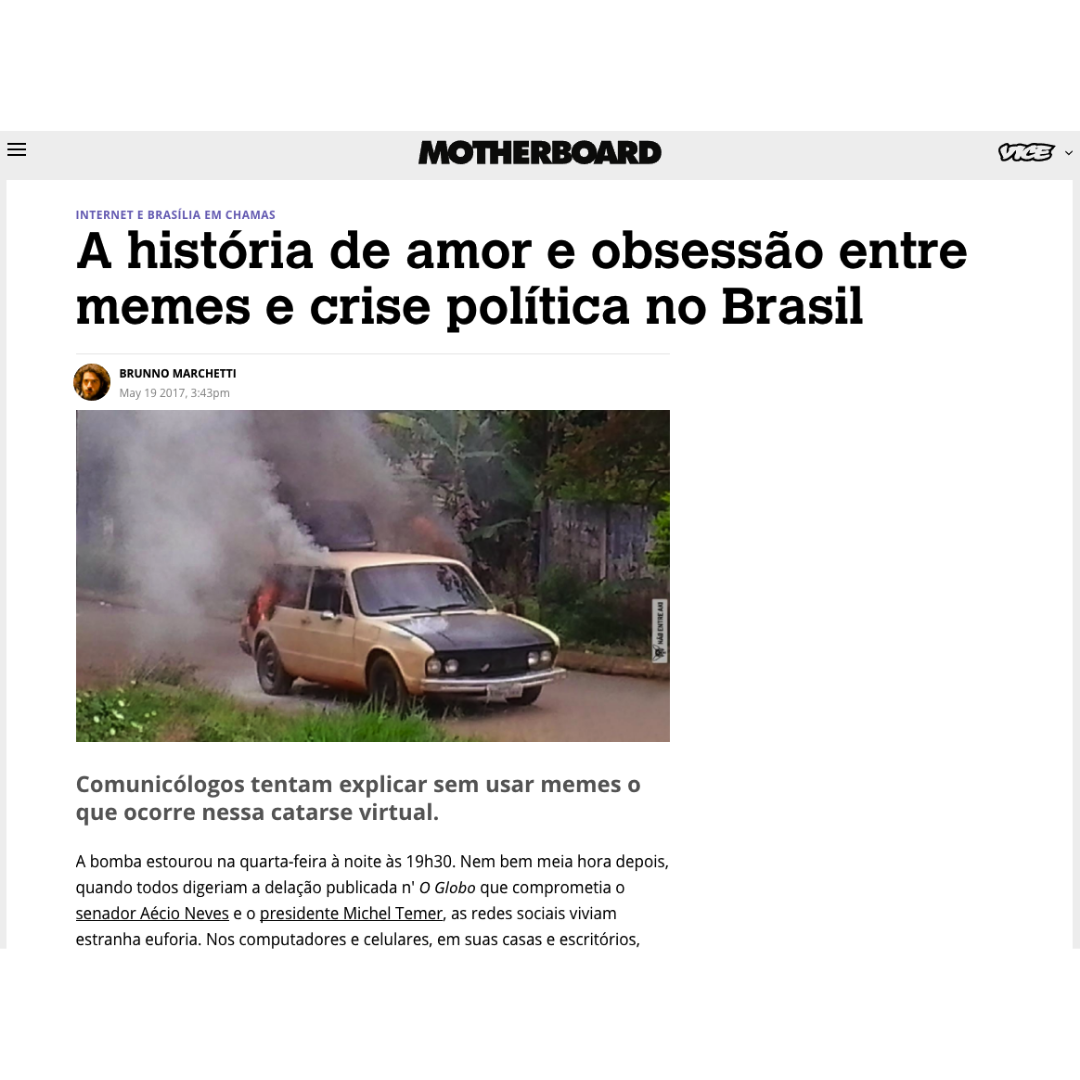 MOTHERBOARD
VICE
INTERNET E BRASÍLIA EM CHAMAS
A história de amor e obsessão entre
memes e crise política no Brasil
BRUNNO MARCHETTI
May 19 2017, 3:43pm
NÃO ENTRE AKI
Comunicólogos tentam explicar sem usar memes o
que ocorre nessa catarse virtual.
A bomba estourou na quarta-feira à noite às 19h30. Nem bem meia hora depois,
quando todos digeriam a delação publicada n' O Globo que comprometia o
senador Aécio Neves e o presidente Michel Temer, as redes sociais viviam
estranha euforia. Nos computadores e celulares, em suas casas e escritórios,